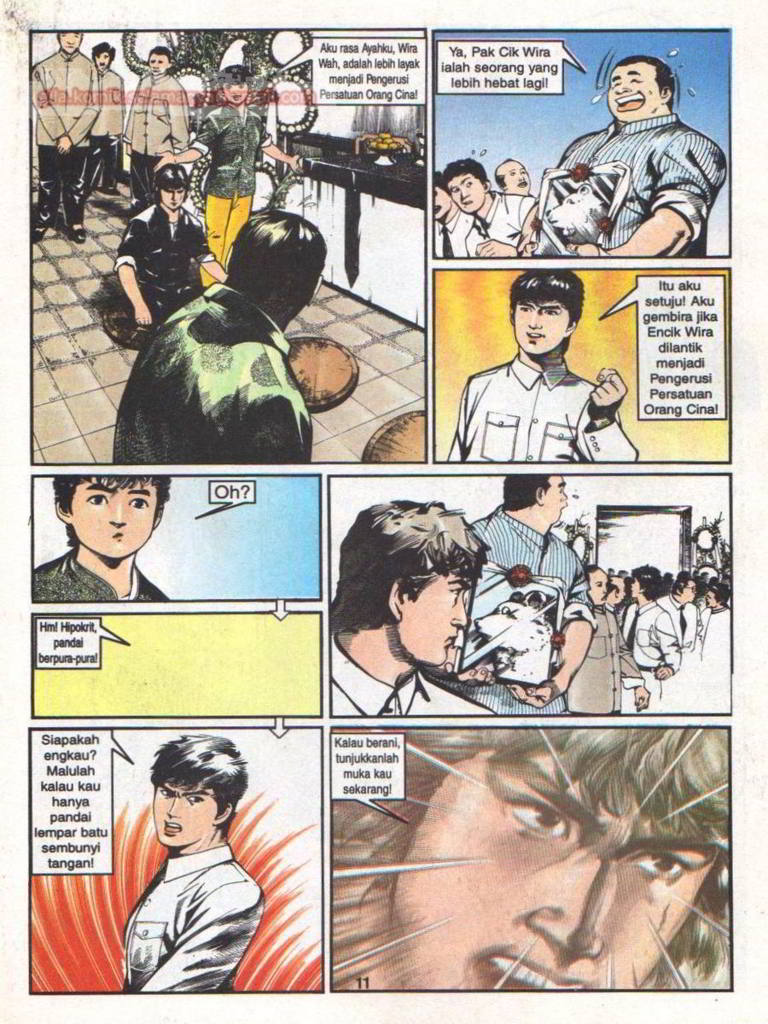 Aku rasa Ayahku, Wira
Wah, adalah lebih layak
menjadi Pengerusi
Persatuan Orang Cina!
Ya, Pak Cik Wira
ialah seorang yang
lebih hebat lagi!
Itu aku
setuju! Aku
gembira jika
Encik Wira
dilantik
menjadi
Pengerusi
Persatuan
Orang Cina!
Oh?
Hm! Hipokrit,
pandai
berpura-pura!
Siapakah
engkau?
Malulah
kalau kau
hanya
pandai
lempar batu
sembunyi
tangan!
Kalau berani,
tunjukkanlah
muka kau
sekarang!
11